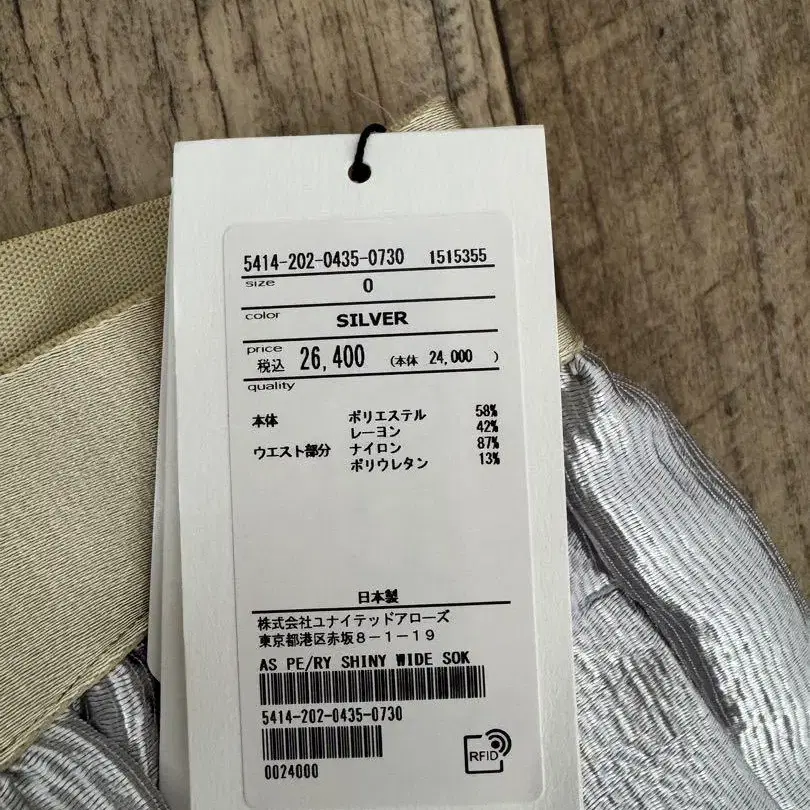 5414-202-0435-0730 1515355
size 0
color SILVER
price 税込 26,400 (本体 24,000 )
quality
本体 ポリエステル 58%
レーヨン 42%
ウエスト部分 ナイロン 87%
ポリウレタン 13%
日本製
株式会社ユナイテッドアローズ
東京都港区赤坂8-1-19
AS PE/RY SHINY WIDE SOK
5414-202-0435-0730
0024000
RFID